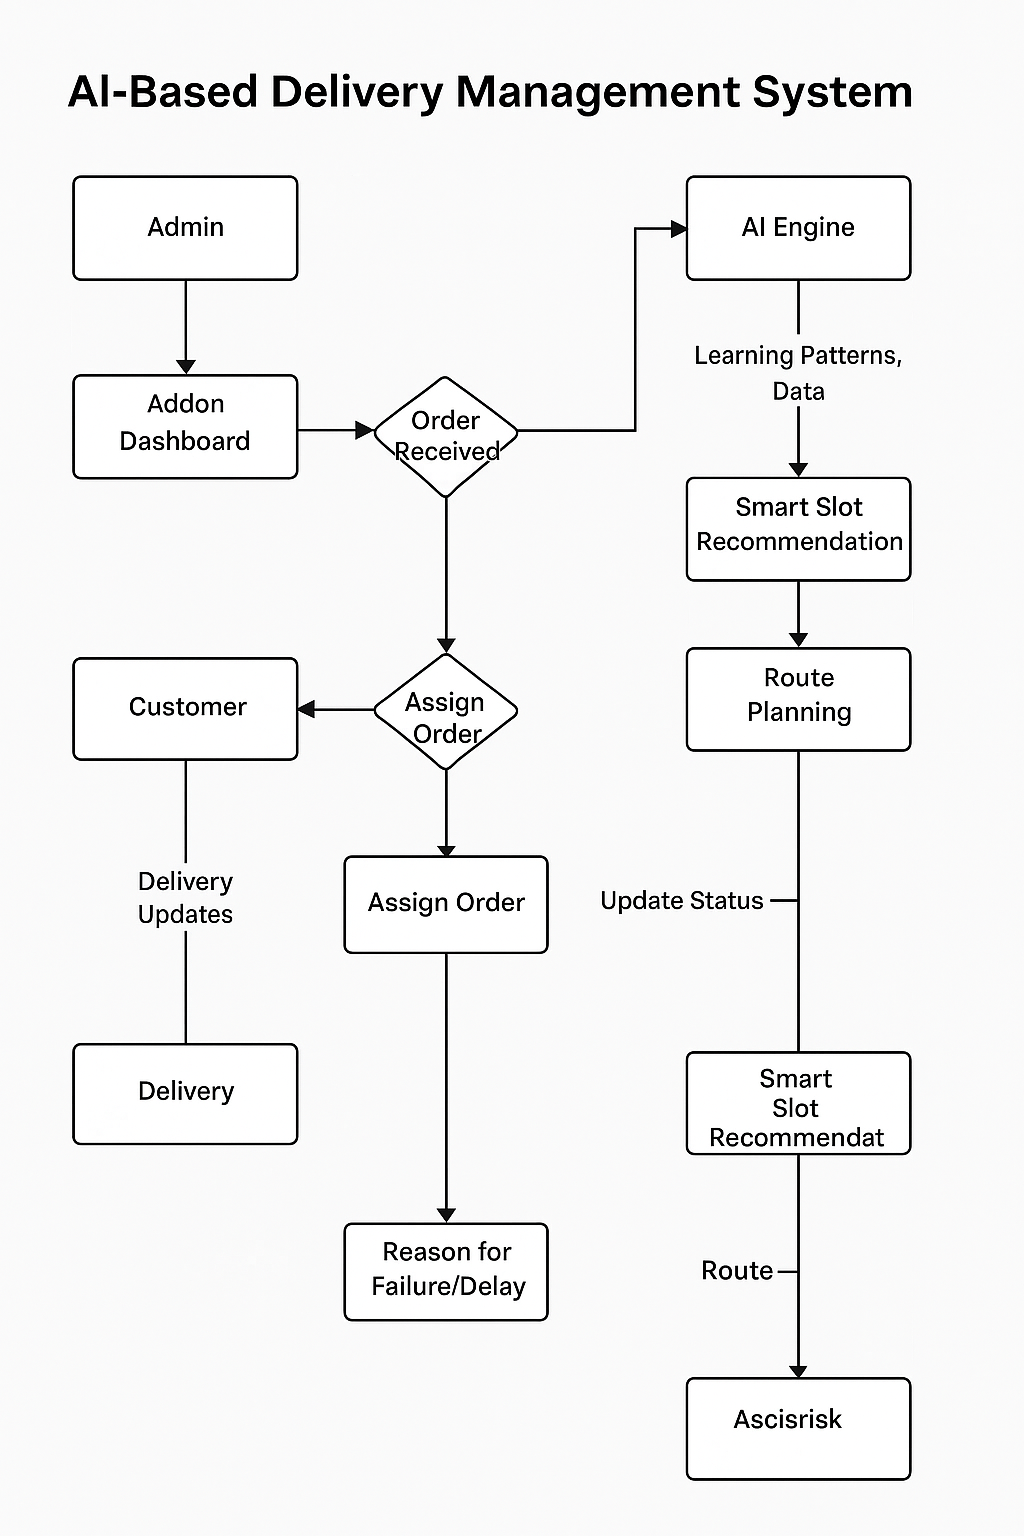 AI-Based Delivery Management System
Admin
AI Engine
Learning Patterns,
Data
Addon
Dashboard
Order
Received
Smart Slot
Recommendation
Route
Planning
Customer
Assign
Order
Delivery
Updates
Assign Order
Update Status
Delivery
Smart
Slot
Recommendat
Reason for
Failure/Delay
Route
Ascisrisk